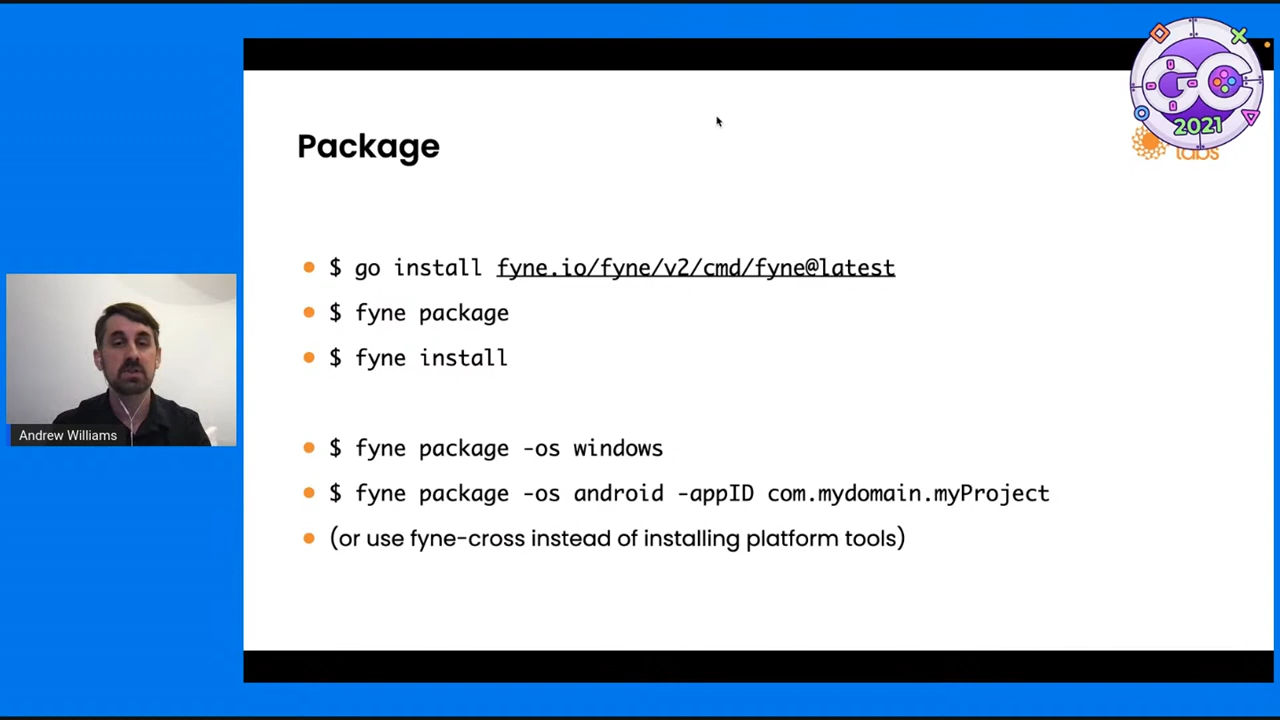 GC
2021
labs
Package
$ go install fyne.io/fyne/v2/cmd/fyne@latest
$ fyne package
$ fyne install
$ fyne package -os windows
$ fyne package -os android -appID com.mydomain.myProject
(or use fyne-cross instead of installing platform tools)
Andrew Williams